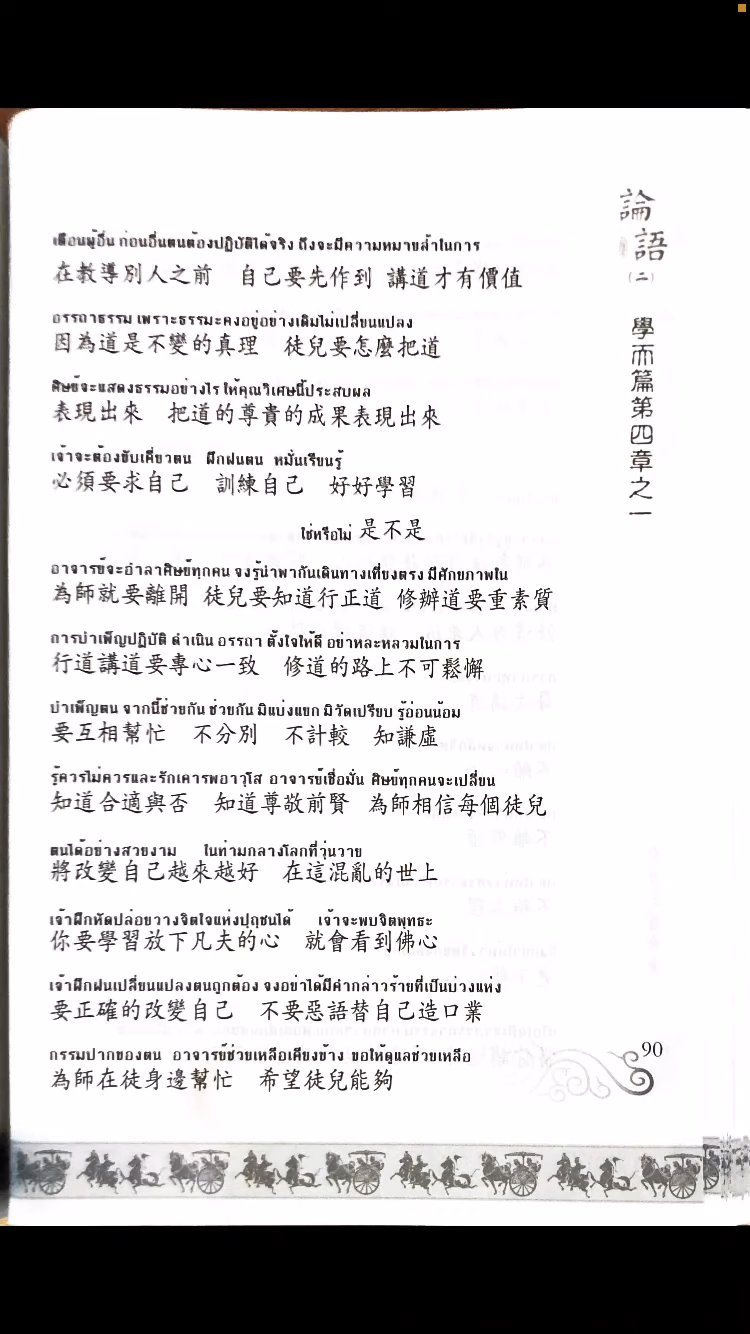 論語
(二)
學而篇第四章之一
เตือนผู้อื่น ก่อนอื่นตนต้องปฏิบัติได้จริง ถึงจะมีความหมายล้ำในการ
在教導別人之前 自己要先作到 講道才有價值
อรรถาธรรม เพราะธรรมะคงอยู่อย่างเดิมไม่เปลี่ยนแปลง
因為道是不變的真理 徒兒要怎麼把道
ศิษย์จะแสดงธรรมอย่างไร ให้คุณวิเศษนี้ประสบผล
表現出來 把道的尊貴的成果表現出來
เจ้าจะต้องขับเคี่ยวตน ฝึกฝนตน หมั่นเรียนรู้
必須要求自己 訓練自己 好好學習
ใช่หรือไม่ 是不是
อาจารย์จะอำลาศิษย์ทุกคน จงรู้นำพากันเดินทางเที่ยงตรง มีศักยภาพใน
為師就要離開 徒兒要知道行正道 修辦道要重素質
การบำเพ็ญปฏิบัติ ดำเนิน อรรถา ตั้งใจให้ดี อย่าหละหลวมในการ
行道講道要專心一致 修道的路上不可鬆懈
บำเพ็ญตน จากนี้ช่วยกัน ช่วยกัน มิแบ่งแยก มิวัดเปรียบ รู้อ่อนน้อม
要互相幫忙 不分別 不計較 知謙虛
รู้ควรไม่ควรและรักเคารพอาวุโส อาจารย์เชื่อมั่น ศิษย์ทุกคนจะเปลี่ยน
知道合適與否 知道尊敬前賢 為師相信每個徒兒
ตนได้อย่างสวยงาม ในท่ามกลางโลกที่วุ่นวาย
將改變自己越來越好 在這混亂的世上
เจ้าฝึกหัดปล่อยวางจิตใจแห่งปุถุชนได้ เจ้าจะพบจิตพุทธะ
你要學習放下凡夫的心 就會看到佛心
เจ้าฝึกฝนเปลี่ยนแปลงตนถูกต้อง จงอย่าได้มีคำกล่าวร้ายที่เป็นบ่วงแห่ง
要正確的改變自己 不要惡語替自己造口業
กรรมปากของตน อาจารย์ช่วยเหลือเคียงข้าง ขอให้ดูแลช่วยเหลือ
為師在徒身邊幫忙 希望徒兒能夠
90